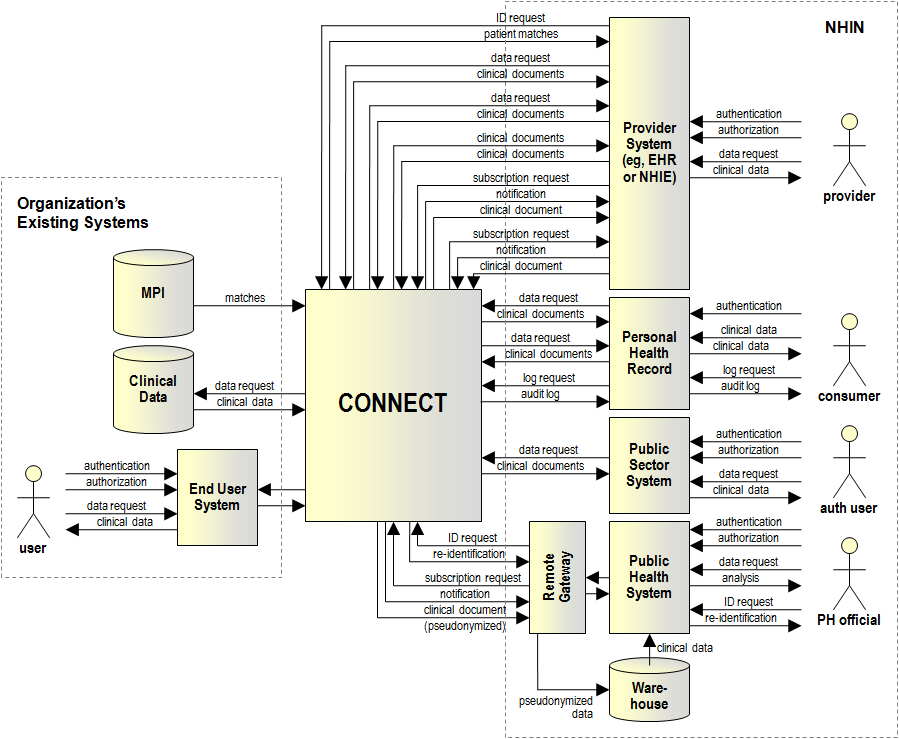 NHIN
ID request
patient matches
data request
clinical documents
data request
clinical documents
clinical documents
clinical documents
subscription request
notification
clinical document
subscription request
notification
clinical document
Provider
System
(eg, EHR
or NHIE)
authentication
authorization
data request
clinical data
provider
Organization's
Existing Systems
MPI
matches
Clinical
Data
data request
clinical data
CONNECT
data request
clinical documents
data request
clinical documents
log request
audit log
Personal
Health
Record
authentication
clinical data
clinical data
log request
audit log
consumer
data request
clinical documents
Public
Sector
System
authentication
authorization
data request
clinical data
auth user
authentication
authorization
data request
clinical data
user
End User
System
ID request
re-identification
subscription request
notification
clinical document
(pseudonymized)
Remote
Gateway
Public
Health
System
authentication
authorization
data request
analysis
ID request
re-identification
PH official
clinical data
pseudonymized
data
Ware-
house